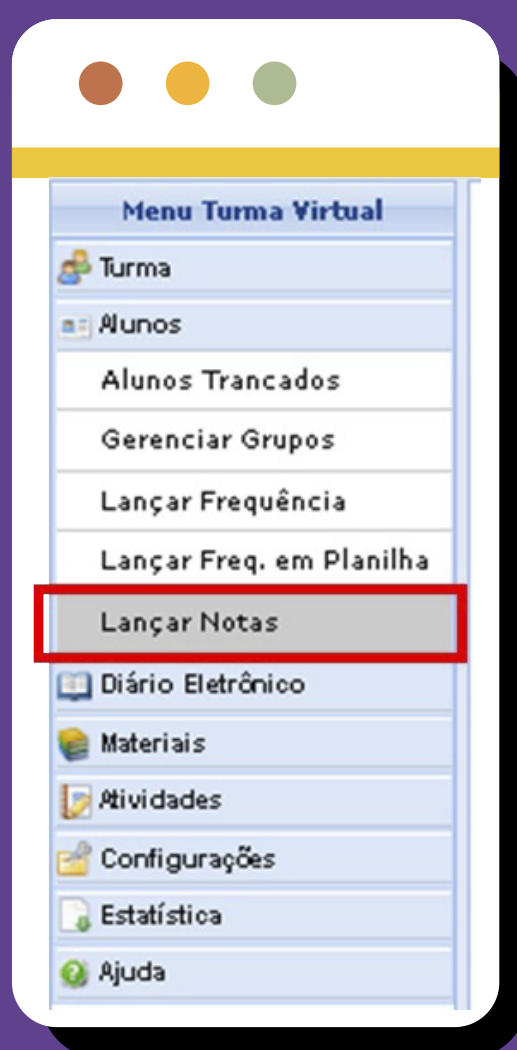 Menu Turma Virtual
Turma
Alunos
Alunos Trancados
Gerenciar Grupos
Lançar Frequência
Lançar Freq. em Planilha
Lançar Notas
Diário Eletrônico
Materiais
Atividades
Configurações
Estatística
Ajuda